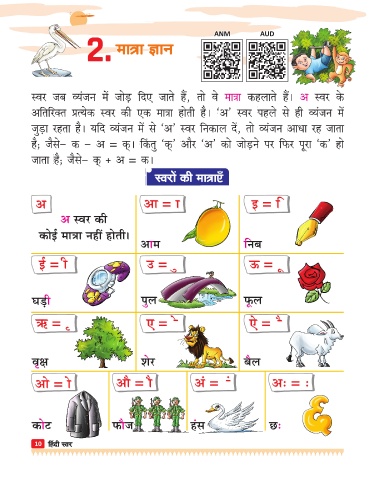 ANM AUD
2. मात्रा ज्ञान
स्वर जब व्यंजन में जोड़ दिए जाते हैं, तो वे मात्रा कहलाते हैं। अ स्वर के
अतिरिक्त प्रत्येक स्वर की एक मात्रा होती है। ‘अ’ स्वर पहले से ही व्यंजन में
जुड़ा रहता है। यदि व्यंजन में से ‘अ’ स्वर निकाल दें, तो व्यंजन आधा रह जाता
है; जैसे– क – अ = क्। किंतु ‘क्’ और ‘अ’ को जोड़ने पर फिर पूरा ‘क’ हो
जाता है; जैसे– क् + अ = क।
स्वरों की मात्राएँ
अ
अ स्वर की
कोई मात्रा नहीं होती।
आ = ा
आम
इ = ि
निब
ई = ी
घड़ी
उ = ु
पुल
ऊ = ू
फूल
ऋ = ृ
वृक्ष
ए = े
शेर
ऐ = ै
बैल
ओ = ो
कोट
औ = ौ
फौज
अं = ं
हंस
अः = ः
छः
10 हिंदी स्वर